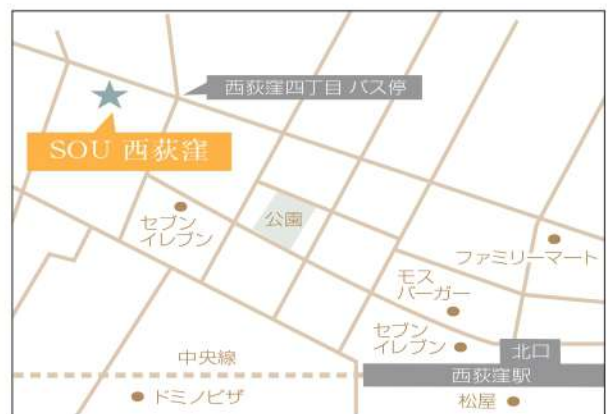 西荻窪四丁目 バス停
SOU 西荻窪
セブン
イレブン
公園
ファミリーマート
モス
バーガー
セブン
イレブン
北口
中央線
西荻窪駅
ドミノピザ
松屋